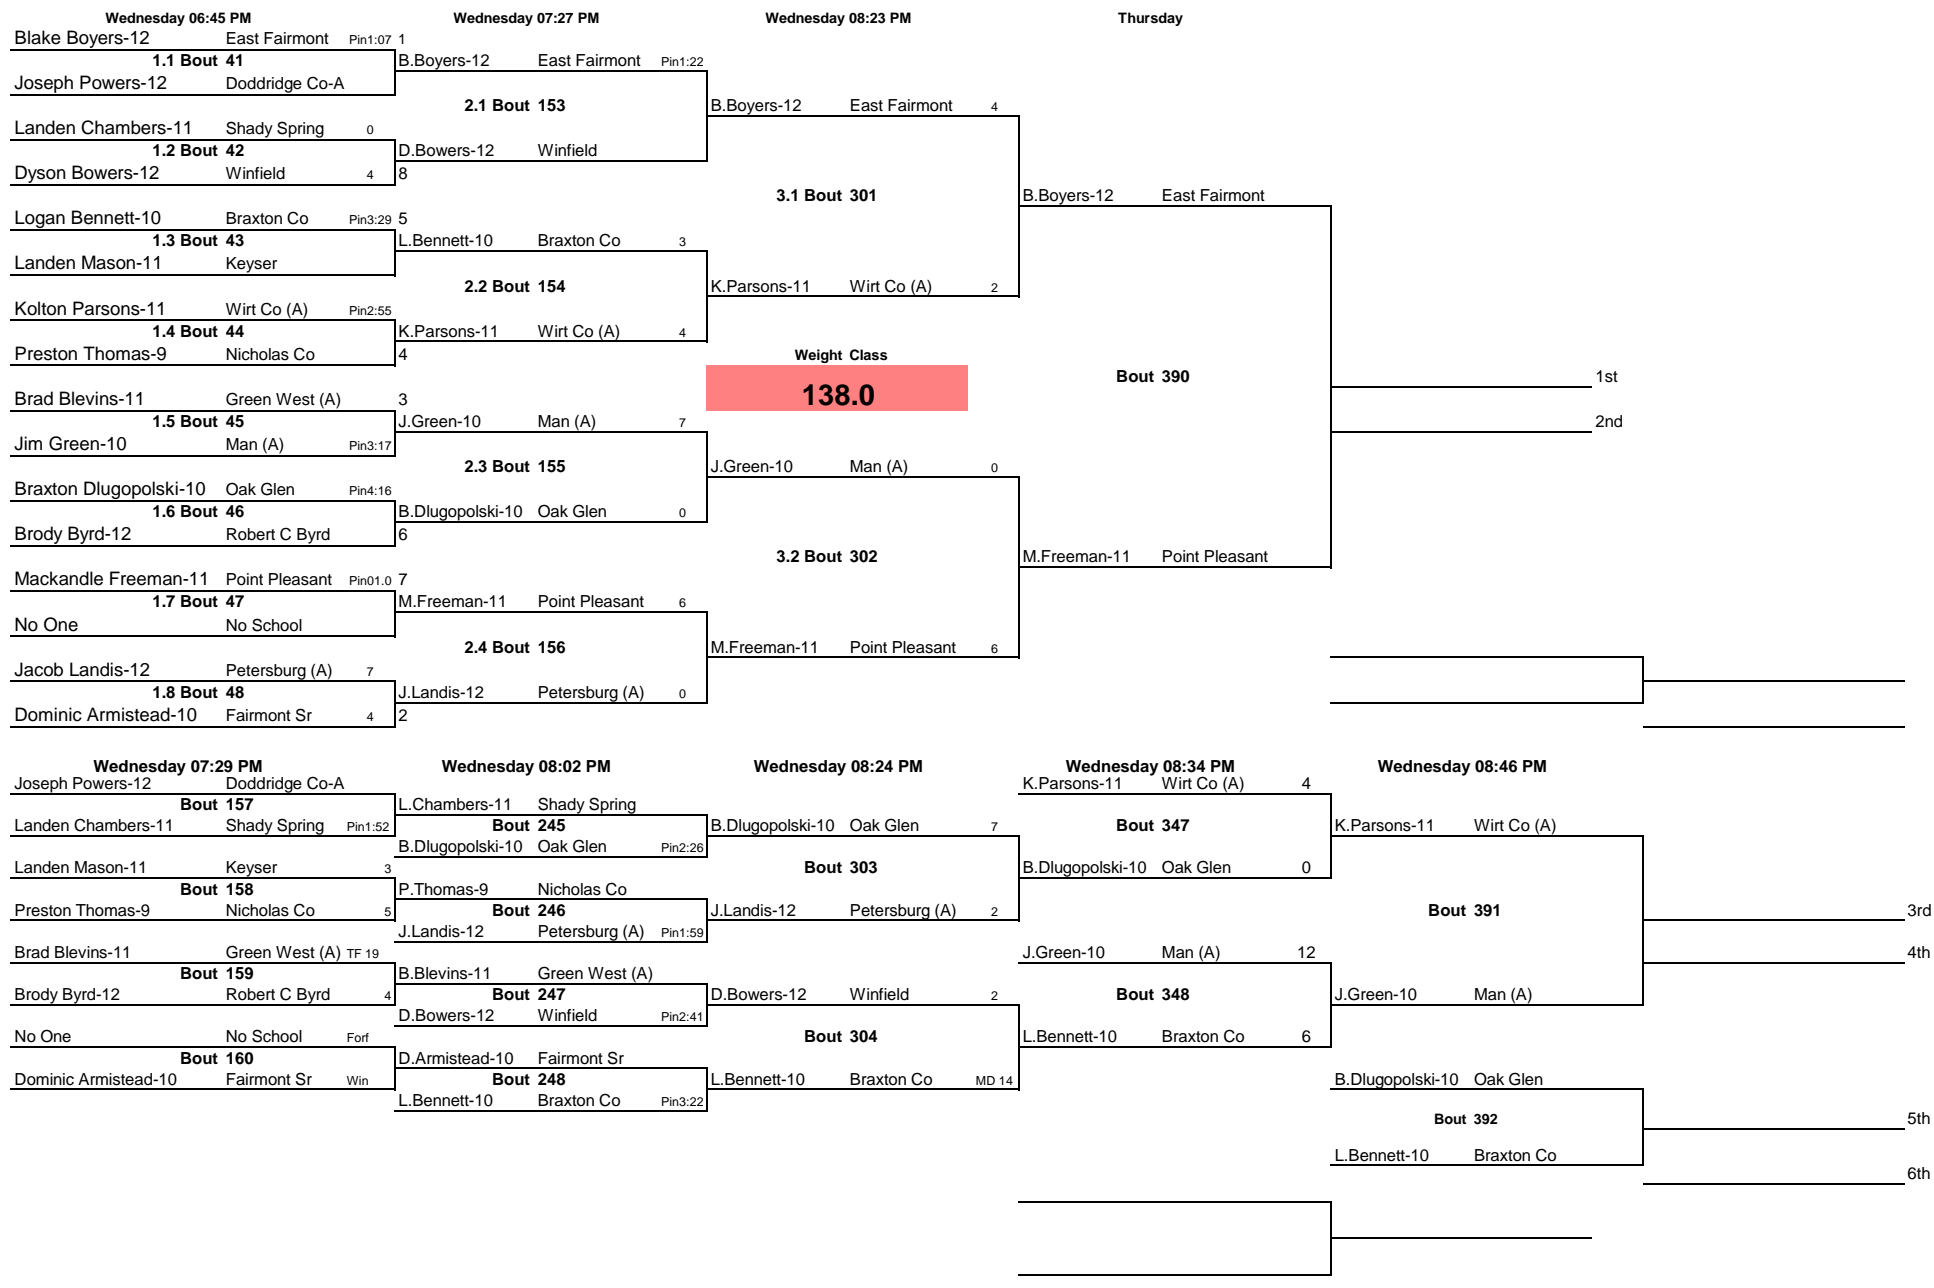 Wednesday 06:45 PM Wednesday 07:27 PM Wednesday 08:23 PM Thursday
Blake Boyers-12 East Fairmont Pin1:07 1
1.1 Bout 41 B.Boyers-12 East Fairmont Pin1:22
Joseph Powers-12 Doddridge Co-A
2.1 Bout 153 B.Boyers-12 East Fairmont 4
Landen Chambers-11 Shady Spring 0
1.2 Bout 42 D.Bowers-12 Winfield
Dyson Bowers-12 Winfield 4 8
3.1 Bout 301 B.Boyers-12 East Fairmont
Logan Bennett-10 Braxton Co Pin3:29 5
1.3 Bout 43 L.Bennett-10 Braxton Co 3
Landen Mason-11 Keyser
2.2 Bout 154 K.Parsons-11 Wirt Co (A) 2
Kolton Parsons-11 Wirt Co (A) Pin2:55
1.4 Bout 44 K.Parsons-11 Wirt Co (A) 4
Preston Thomas-9 Nicholas Co 4 Weight Class
Bout 390 1st
Brad Blevins-11 Green West (A) 3 138.0
1.5 Bout 45 J.Green-10 Man (A) 7 2nd
Jim Green-10 Man (A) Pin3:17
2.3 Bout 155 J.Green-10 Man (A) 0
Braxton Dlugopolski-10 Oak Glen Pin4:16
1.6 Bout 46 B.Dlugopolski-10 Oak Glen 0
Brody Byrd-12 Robert C Byrd 6
3.2 Bout 302 M.Freeman-11 Point Pleasant
Mackandle Freeman-11 Point Pleasant Pin01.0 7
1.7 Bout 47 M.Freeman-11 Point Pleasant 6
No One No School
2.4 Bout 156 M.Freeman-11 Point Pleasant 6
Jacob Landis-12 Petersburg (A) 7
1.8 Bout 48 J.Landis-12 Petersburg (A) 0
Dominic Armistead-10 Fairmont Sr 4 2
Wednesday 07:29 PM Wednesday 08:02 PM Wednesday 08:24 PM Wednesday 08:34 PM Wednesday 08:46 PM
Joseph Powers-12 Doddridge Co-A K.Parsons-11 Wirt Co (A) 4
Bout 157 L.Chambers-11 Shady Spring
Landen Chambers-11 Shady Spring Pin1:52 Bout 245 B.Dlugopolski-10 Oak Glen 7 Bout 347 K.Parsons-11 Wirt Co (A)
B.Dlugopolski-10 Oak Glen Pin2:26
Landen Mason-11 Keyser 3 Bout 303 B.Dlugopolski-10 Oak Glen 0
Bout 158 P.Thomas-9 Nicholas Co
Preston Thomas-9 Nicholas Co 5 Bout 246 J.Landis-12 Petersburg (A) 2 Bout 391 3rd
J.Landis-12 Petersburg (A) Pin1:59
Brad Blevins-11 Green West (A) TF 19 J.Green-10 Man (A) 12 4th
Bout 159 B.Blevins-11 Green West (A)
Brody Byrd-12 Robert C Byrd 4 Bout 247 D.Bowers-12 Winfield 2 Bout 348 J.Green-10 Man (A)
D.Bowers-12 Winfield Pin2:41
No One No School Forf Bout 304 L.Bennett-10 Braxton Co 6
Bout 160 D.Armistead-10 Fairmont Sr
Dominic Armistead-10 Fairmont Sr Win Bout 248 L.Bennett-10 Braxton Co MD 14 B.Dlugopolski-10 Oak Glen
L.Bennett-10 Braxton Co Pin3:22
Bout 392 5th
L.Bennett-10 Braxton Co
6th